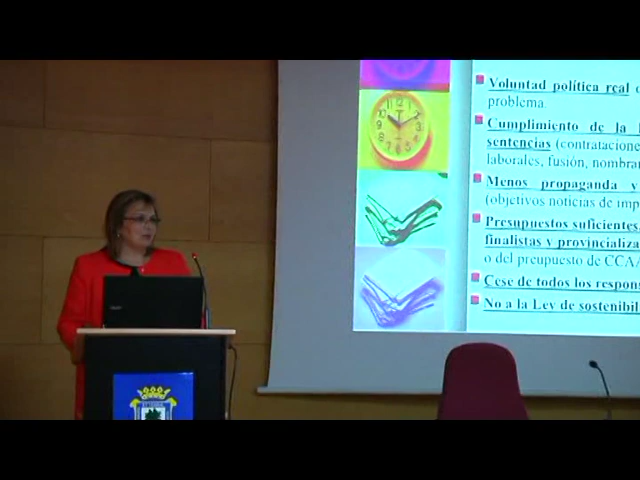 Voluntad política real
problema.
Cumplimiento de la
sentencias (contratacione
laborales, fusión, nombra
Menos propaganda y
(objetivos noticias de imp
Presupuestos suficientes,
finalistas y provincializa
o del prepuesto de CCAA
Cese de todos los respons
No a la Ley de sostenibil